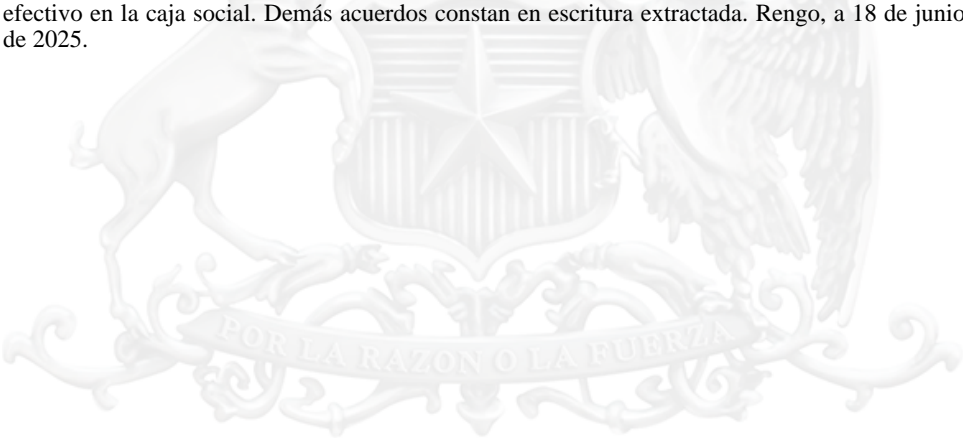 efectivo en la caja social. Demás acuerdos constan en escritura extractada. Rengo, a 18 de junio
de 2025.
POR LA RAZON O LA FUERZA